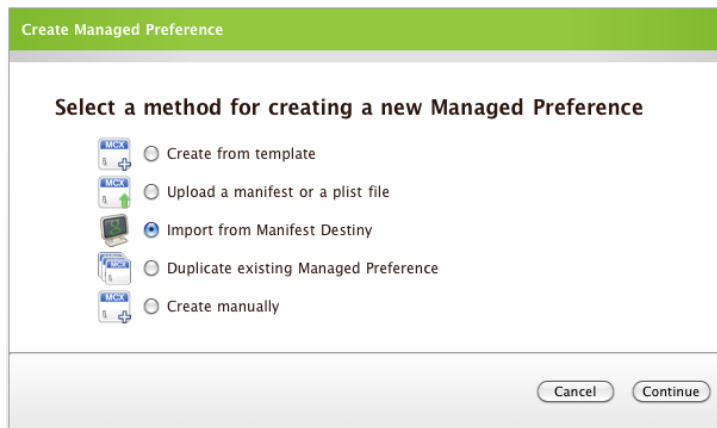 Create Managed Preference
Select a method for creating a new Managed Preference
MCX
Create from template
MCX
Upload a manifest or a plist file
Import from Manifest Destiny
MCX
Duplicate existing Managed Preference
MCX
Create manually
Cancel
Continue